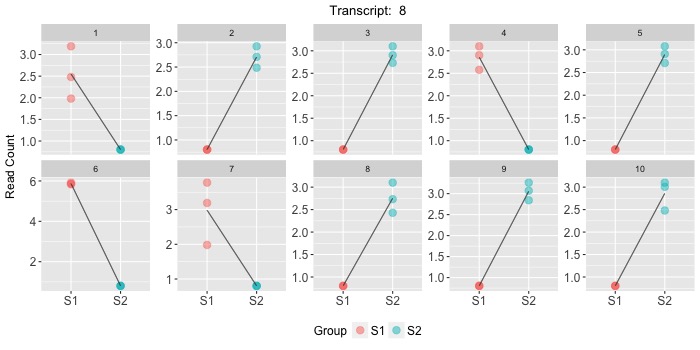 Transcript: 8
1 2 3 4 5
3.0 3.0 3.0 3.0 3.0
2.5 2.5 2.5 2.5 2.5
2.0 2.0 2.0 2.0 2.0
1.5 1.5 1.5 1.5 1.5
1.0 1.0 1.0 1.0 1.0
Read Count
6 7 8 9 10
6 3 3.0 3.0 3.0
4 2 2.5 2.5 2.5
2 1 2.0 2.0 2.0
1.5 1.5 1.5
1.0 1.0 1.0
S1 S2 S1 S2 S1 S2 S1 S2 S1 S2
Group S1 S2